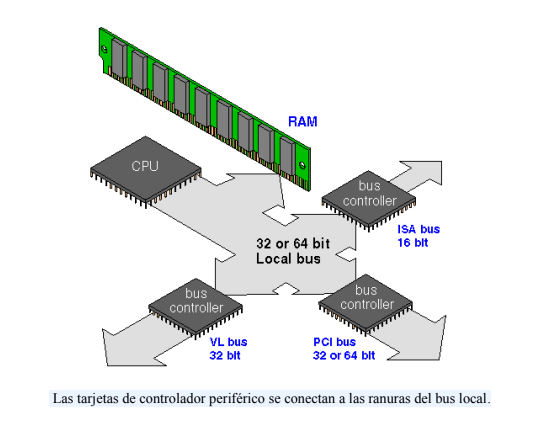 RAM
CPU
bus
controller
ISA bus
16 bit
32 or 64 bit
Local bus
bus
controller
VL bus
32 bit
bus
controller
PCI bus
32 or 64 bit
Las tarjetas de controlador periférico se conectan a las ranuras del bus local.